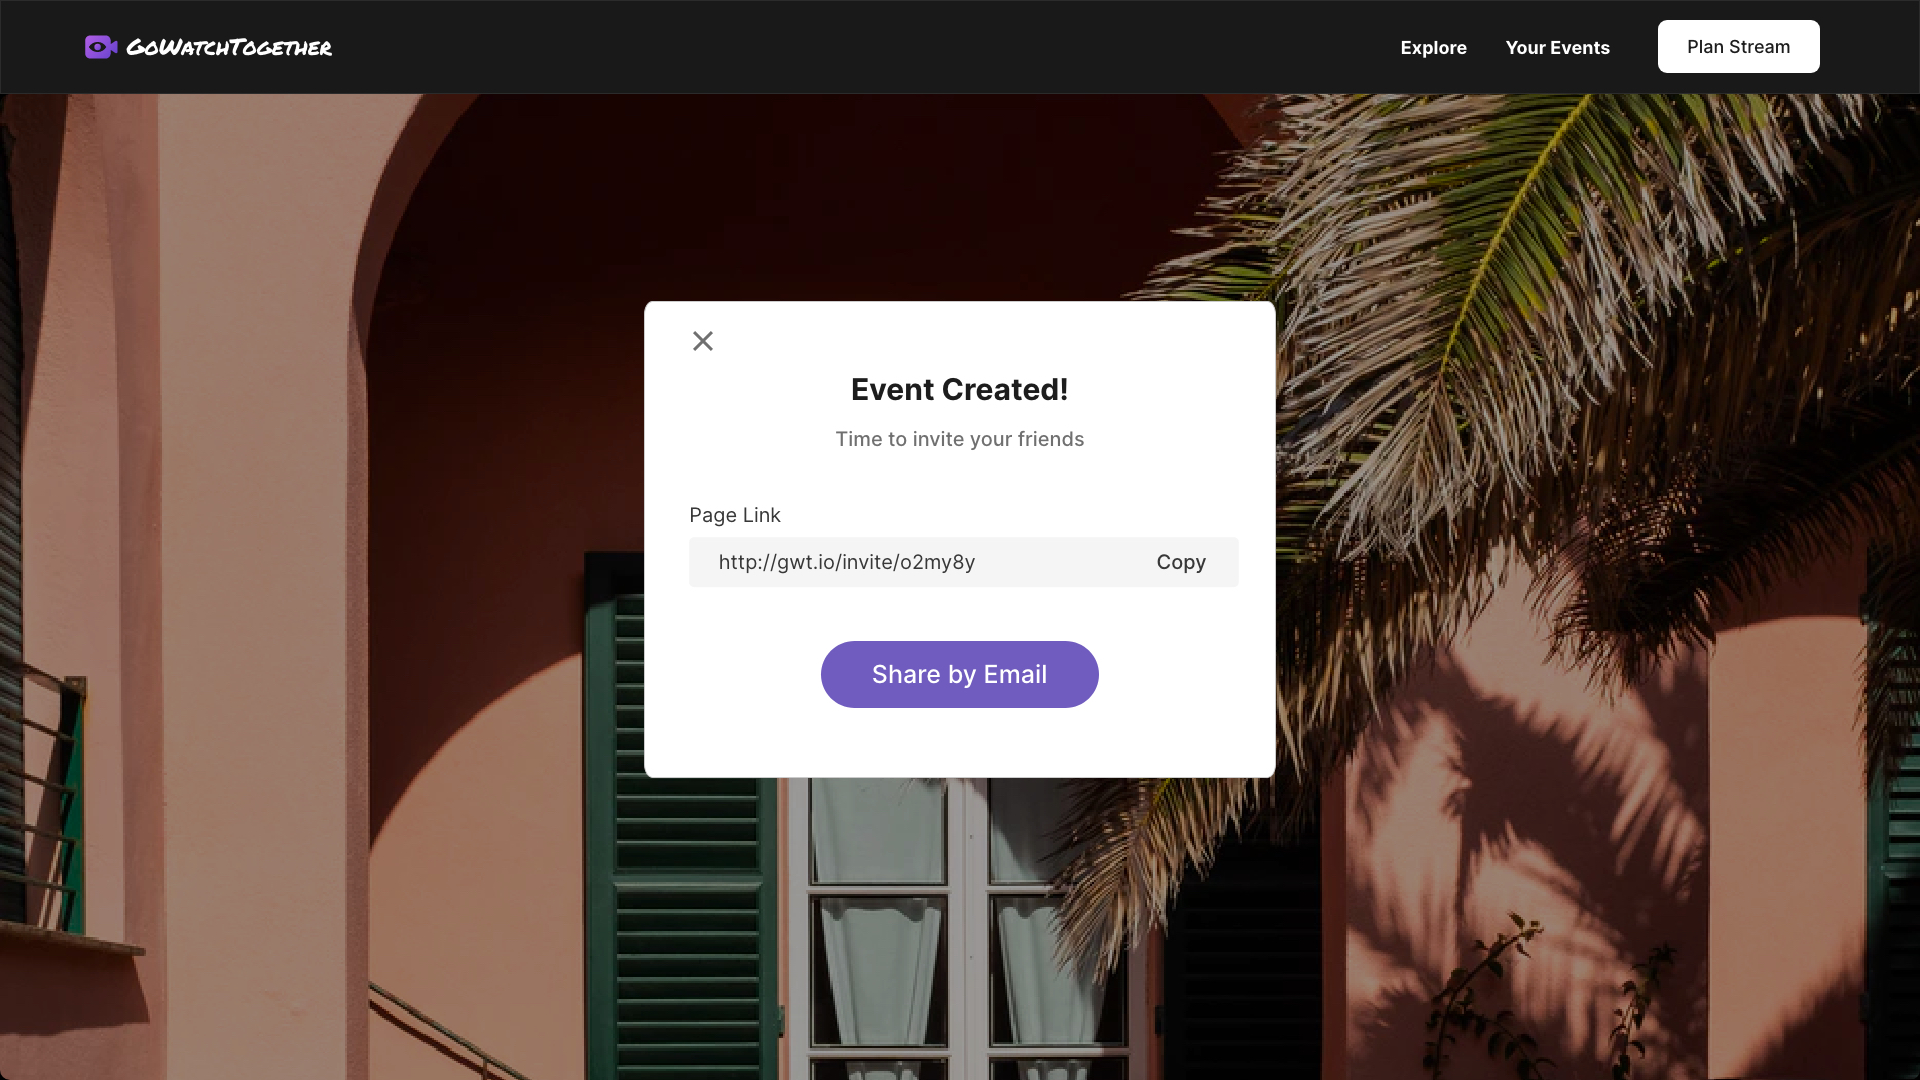 GoWatchTogether
Explore
Your Events
Plan Stream
Event Created!
Time to invite your friends
Page Link
http://gwt.io/invite/o2my8y
Copy
Share by Email